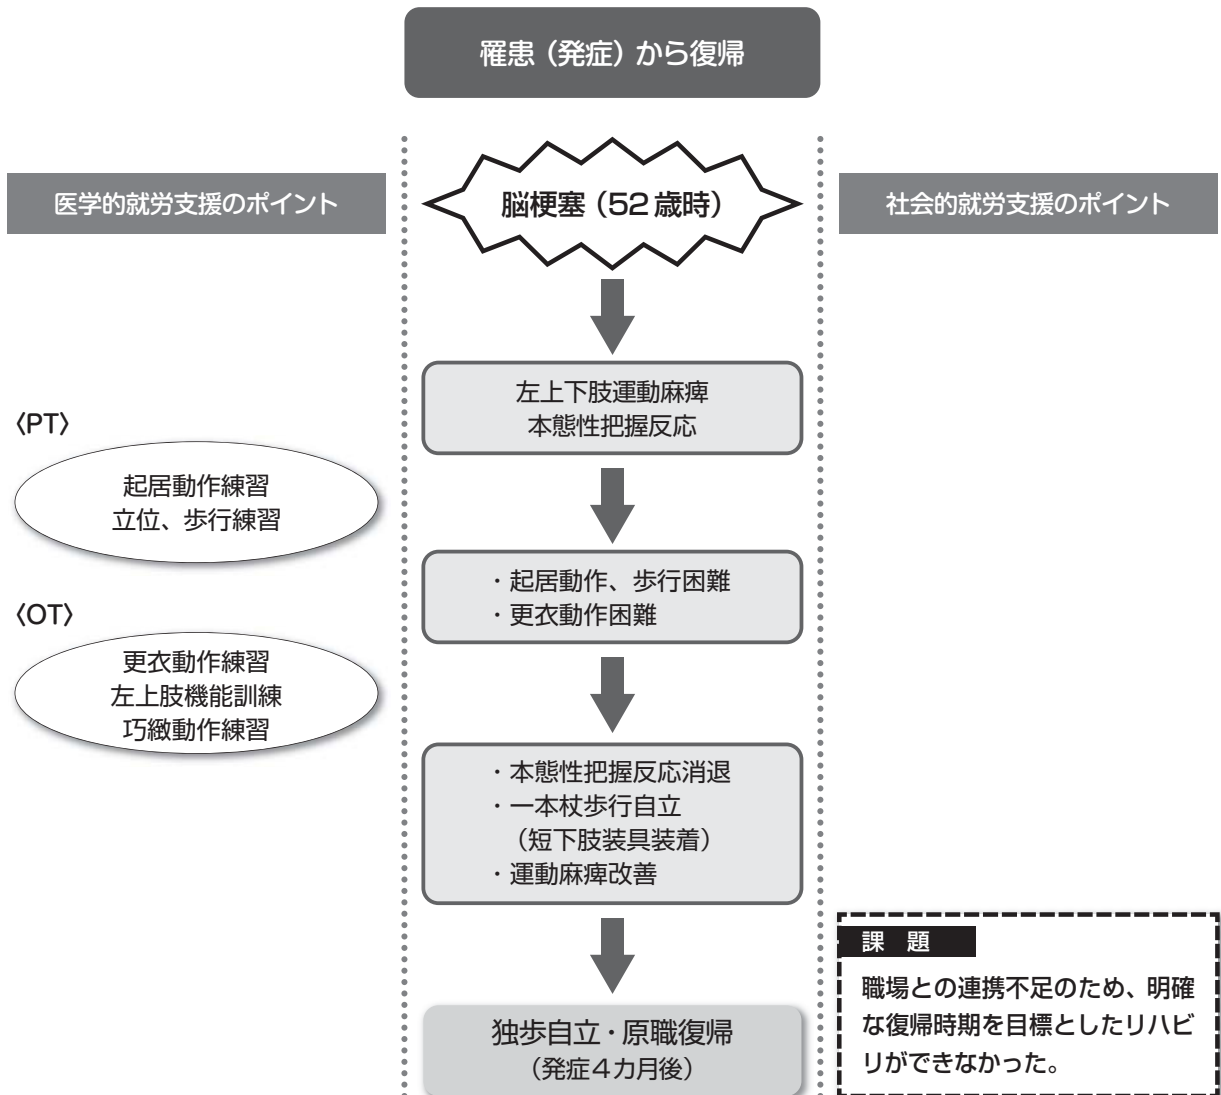 罹患（発症）から復帰
医学的就労支援のポイント
脳梗塞（52歳時）
社会的就労支援のポイント
左上下肢運動麻痺
本態性把握反応
〈PT〉
起居動作練習
立位、歩行練習
・起居動作、歩行困難
・更衣動作困難
〈OT〉
更衣動作練習
左上肢機能訓練
巧緻動作練習
・本態性把握反応消退
・一本杖歩行自立
（短下肢装具装着）
・運動麻痺改善
独歩自立・原職復帰
（発症４カ月後）
課　題
職場との連携不足のため、明確
な復帰時期を目標としたリハビ
リができなかった。